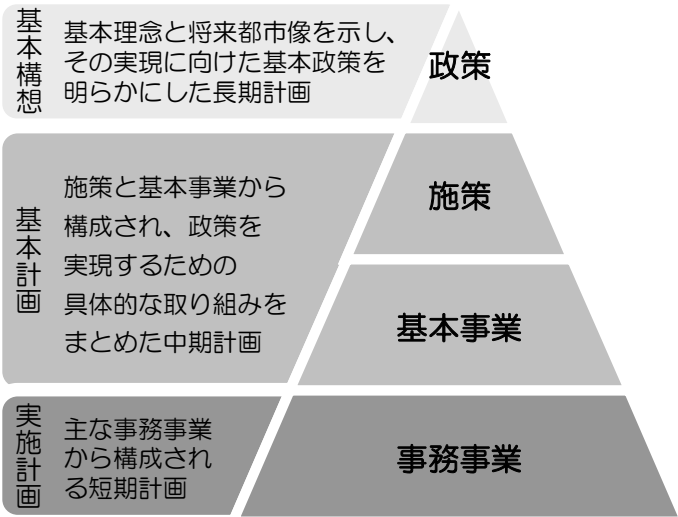 基本構想
基本理念と将来都市像を示し、
その実現に向けた基本政策を
明らかにした長期計画
政策
基本計画
施策と基本事業から
構成され、政策を
実現するための
具体的な取り組みを
まとめた中期計画
施策
基本事業
実施計画
主な事務事業
から構成され
る短期計画
事務事業